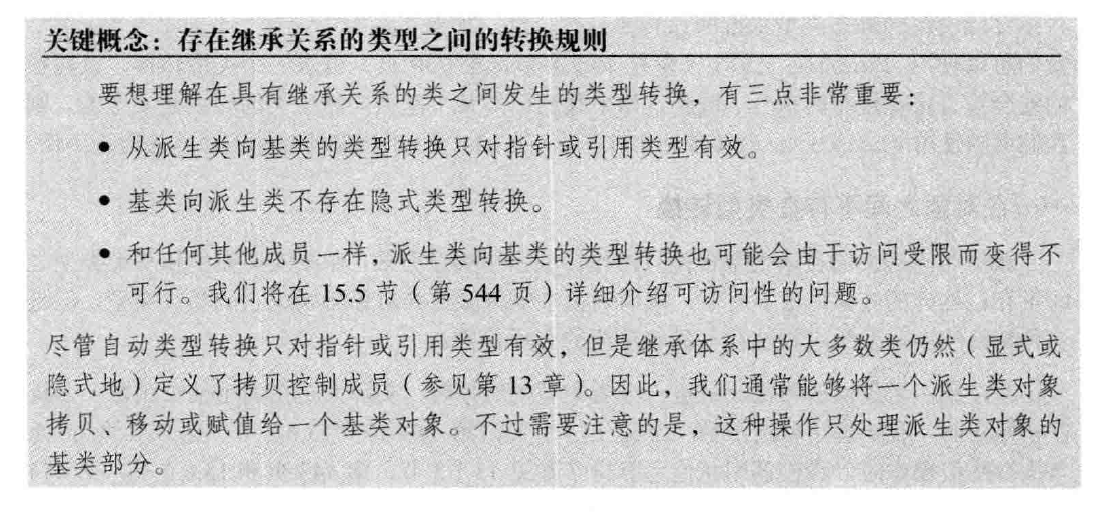 关键概念：存在继承关系的类型之间的转换规则
要想理解在具有继承关系的类之间发生的类型转换，有三点非常重要：
● 从派生类向基类的类型转换只对指针或引用类型有效。
● 基类向派生类不存在隐式类型转换。
● 和任何其他成员一样，派生类向基类的类型转换也可能会由于访问受限而变得不
可行。我们将在 15.5 节（第 544 页）详细介绍可访问性的问题。
尽管自动类型转换只对指针或引用类型有效，但是继承体系中的大多数类仍然（显式或
隐式地）定义了拷贝控制成员（参见第 13 章）。因此，我们通常能够将一个派生类对象
拷贝、移动或赋值给一个基类对象。不过需要注意的是，这种操作只处理派生类对象的
基类部分。